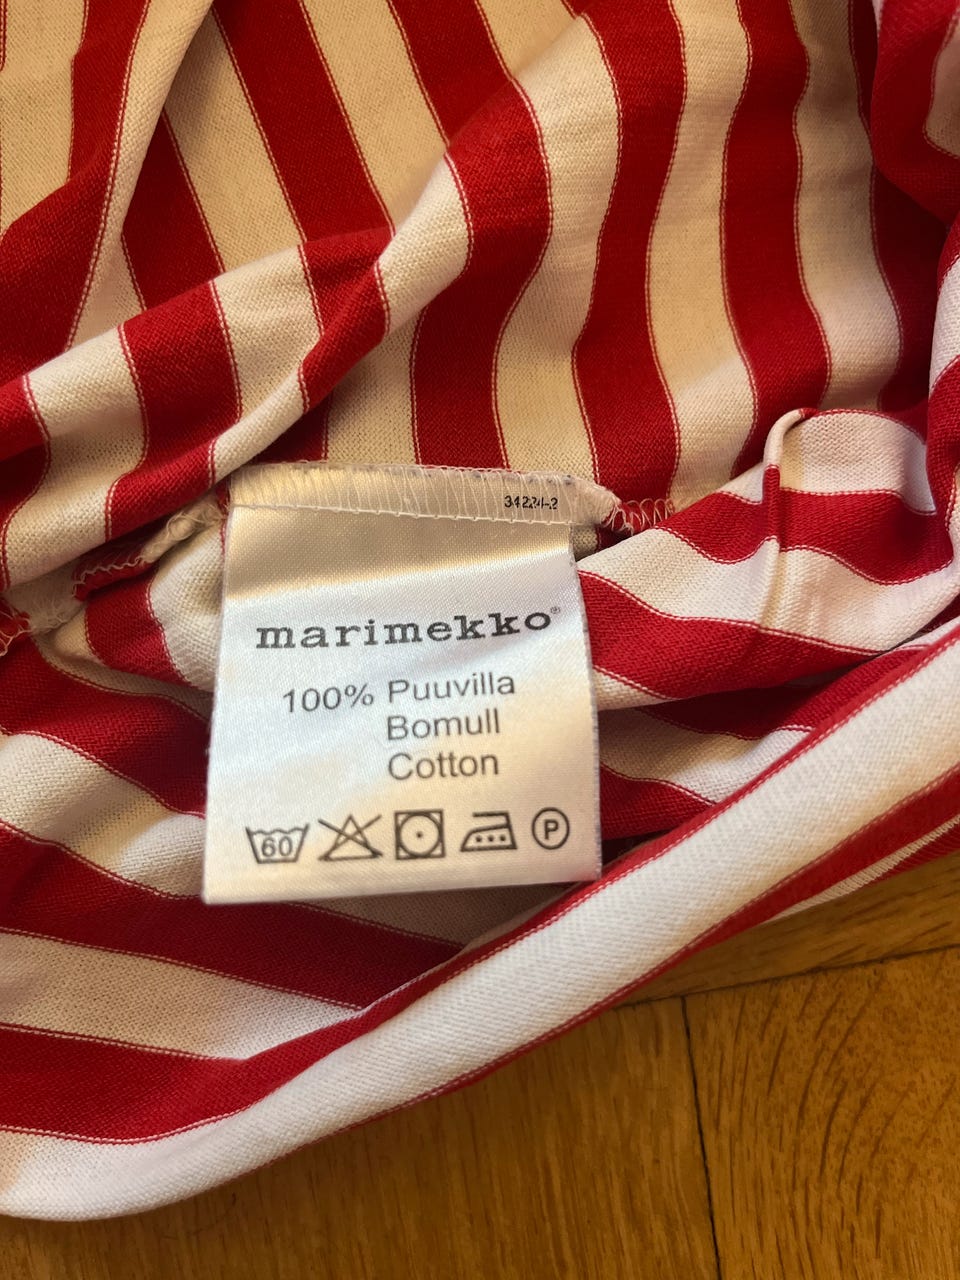 34224-2
marimekko®
100% Puuvilla
Bomull
Cotton
60 P